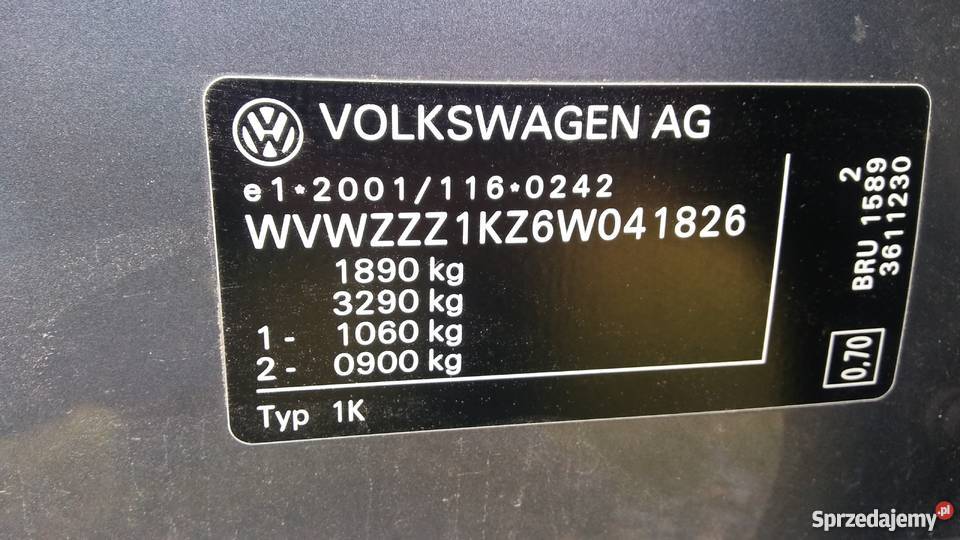 VOLKSWAGEN AG
e1*2001/116*0242
WVWZZZ1KZ6W041826
1890 kg
3290 kg
1- 1060 kg
2- 0900 kg
Typ 1K
2
BRU 1589
3611230
0,70
Sprzedajemy.pl